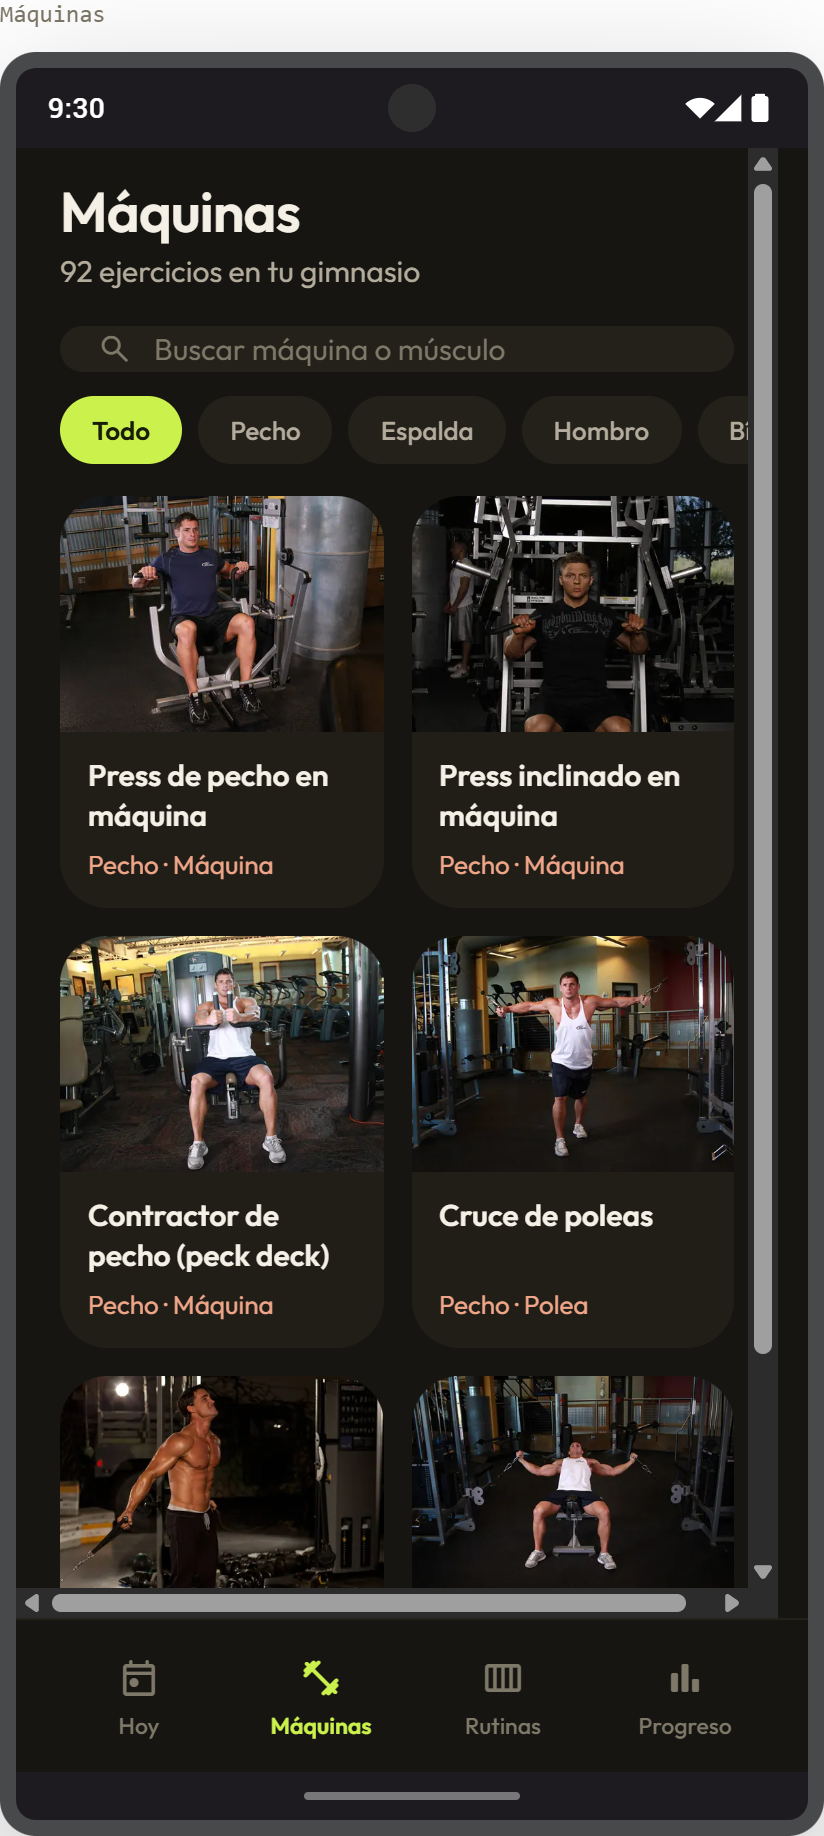 Máquinas
9:30
Máquinas
92 ejercicios en tu gimnasio
Buscar máquina o músculo
Todo
Pecho
Espalda
Hombro
Press de pecho en
máquina
Pecho · Máquina
Press inclinado en
máquina
Pecho · Máquina
Contractor de
pecho (peck deck)
Pecho · Máquina
Cruce de poleas
Pecho · Polea
Hoy
Máquinas
Rutinas
Progreso